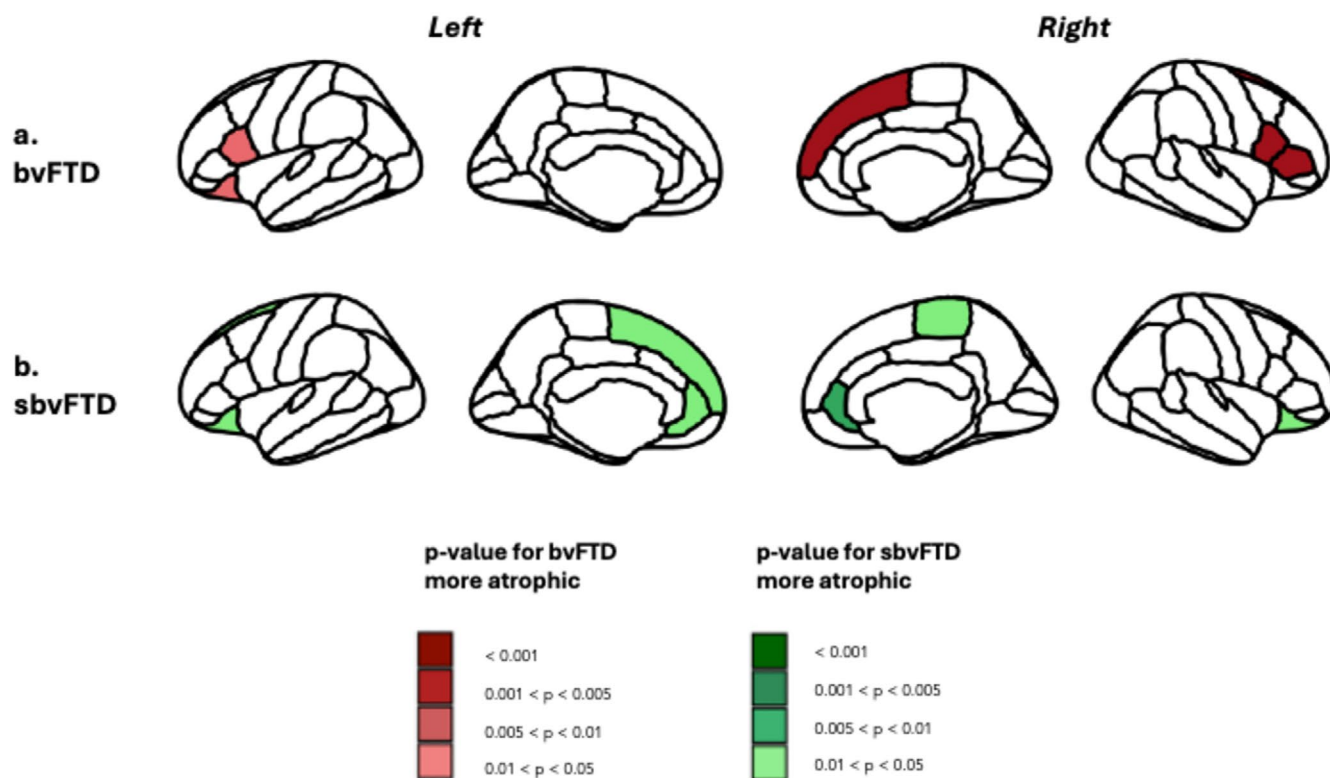 Left
Right
a.
bvFTD
b.
sbvFTD
p-value for bvFTD
more atrophic
< 0.001
0.001 < p < 0.005
0.005 < p < 0.01
0.01 < p < 0.05
p-value for sbvFTD
more atrophic
< 0.001
0.001 < p < 0.005
0.005 < p < 0.01
0.01 < p < 0.05